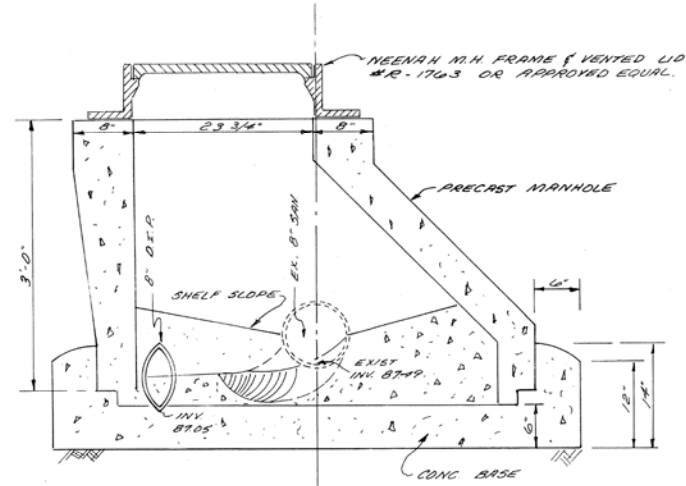 NEENAH M.H. FRAME & VENTED LID
#R-1763 OR APPROVED EQUAL.
8"
23 3/4"
8"
PRECAST MANHOLE
3'-0"
8" D.I.P.
EX. 8" SAN
SHELF SLOPE
6"
EXIST
INV. 87.49
INV.
87.05
6"
12"
14"
CONC. BASE